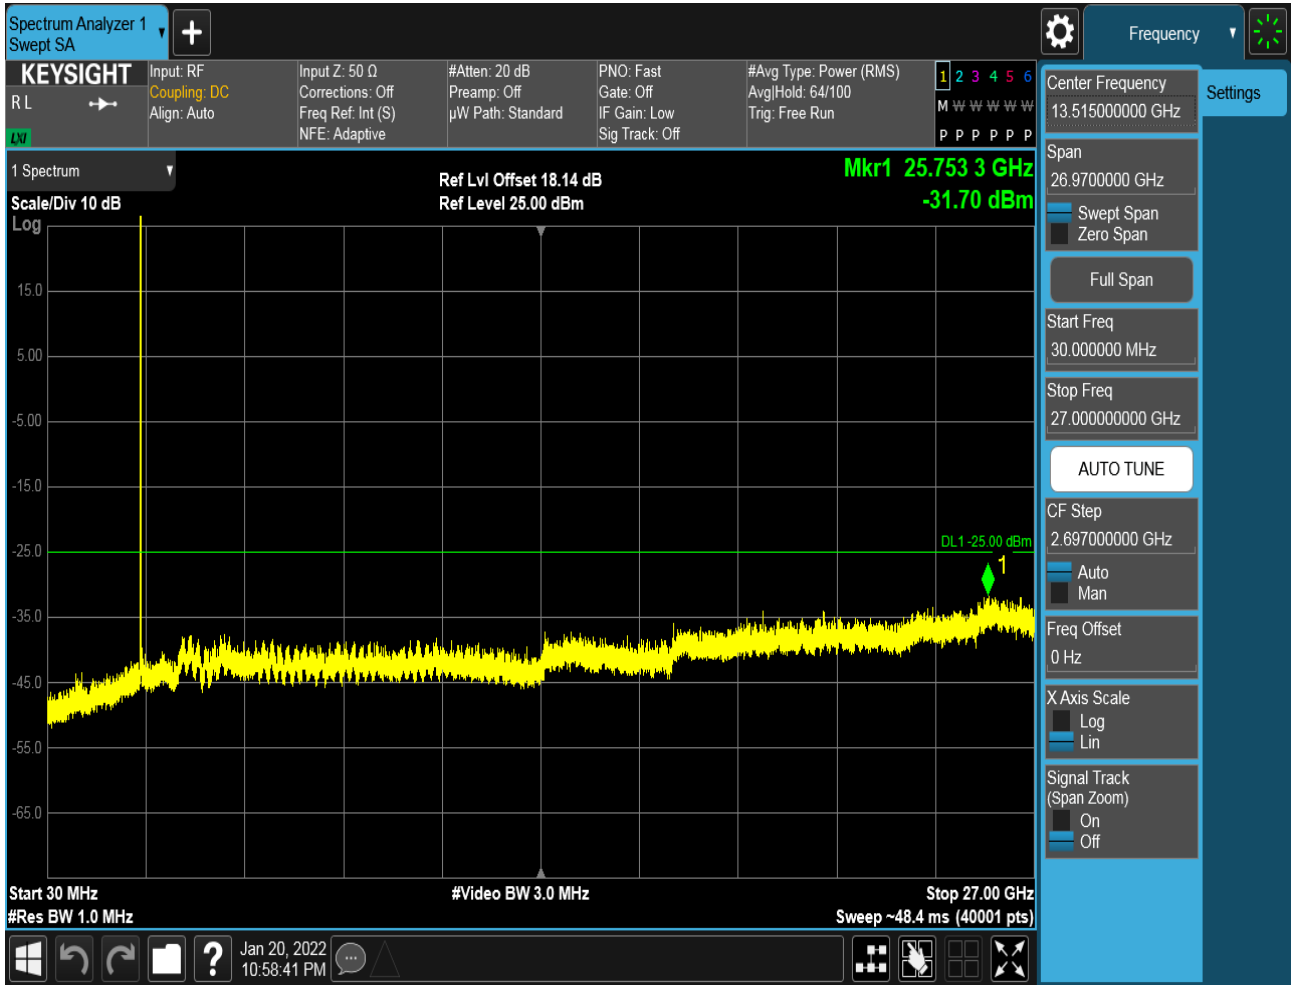 Spectrum Analyzer 1
Swept SA
Frequency
KEYSIGHT
R L
LXI
Input: RF
Coupling: DC
Align: Auto
Input Z: 50 Ω
Corrections: Off
Freq Ref: Int (S)
NFE: Adaptive
#Atten: 20 dB
Preamp: Off
µW Path: Standard
PNO: Fast
Gate: Off
IF Gain: Low
Sig Track: Off
#Avg Type: Power (RMS)
Avg|Hold: 64/100
Trig: Free Run
1 2 3 4 5 6
M W W W W W
P P P P P P
1 Spectrum
Scale/Div 10 dB
Log
Ref Lvl Offset 18.14 dB
Ref Level 25.00 dBm
Mkr1 25.753 3 GHz
-31.70 dBm
15.0
5.00
-5.00
-15.0
-25.0
DL1 -25.00 dBm
1
-35.0
-45.0
-55.0
-65.0
Start 30 MHz
#Video BW 3.0 MHz
Stop 27.00 GHz
#Res BW 1.0 MHz
Sweep ~48.4 ms (40001 pts)
Jan 20, 2022
10:58:41 PM
Center Frequency
13.515000000 GHz
Settings
Span
26.9700000 GHz
Swept Span
Zero Span
Full Span
Start Freq
30.000000 MHz
Stop Freq
27.000000000 GHz
AUTO TUNE
CF Step
2.697000000 GHz
Auto
Man
Freq Offset
0 Hz
X Axis Scale
Log
Lin
Signal Track
(Span Zoom)
On
Off